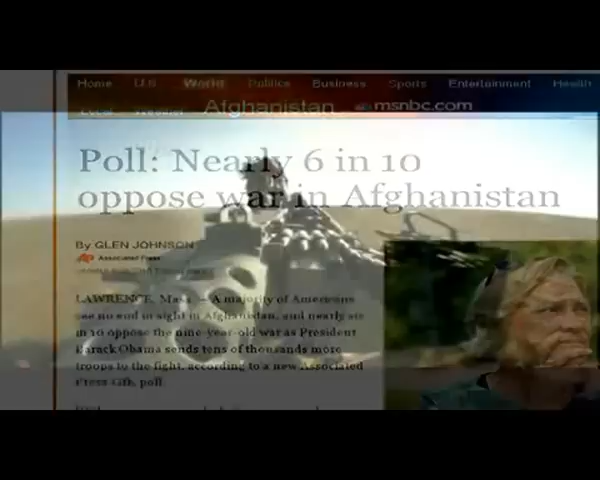 Home U.S. World Politics Business Sports Entertainment Health
Local
Afghanistan msnbc.com
Poll: Nearly 6 in 10
oppose war in Afghanistan
By GLEN JOHNSON
AP Associated Press
LAWRENCE, Mass. — A majority of Americans
see no end in sight in Afghanistan, and nearly six
in 10 oppose the nine-year-old war as President
Barack Obama sends tens of thousands more
troops to the fight, according to a new Associated
Press-Gfk poll.